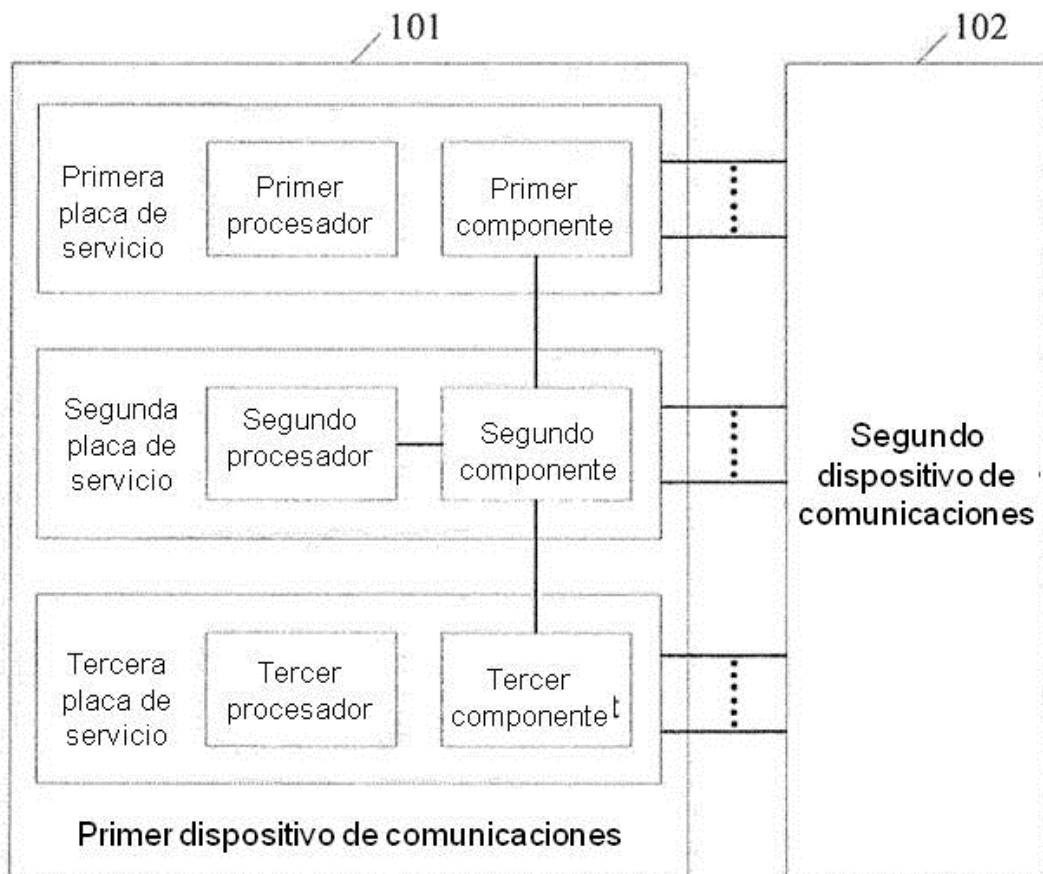 101
102
Primera
placa de
servicio
Primer
procesador
Primer
componente
Segunda
placa de
servicio
Segundo
procesador
Segundo
componente
Segundo
dispositivo de
comunicaciones
Tercera
placa de
servicio
Tercer
procesador
Tercer
componente t
Primer dispositivo de comunicaciones